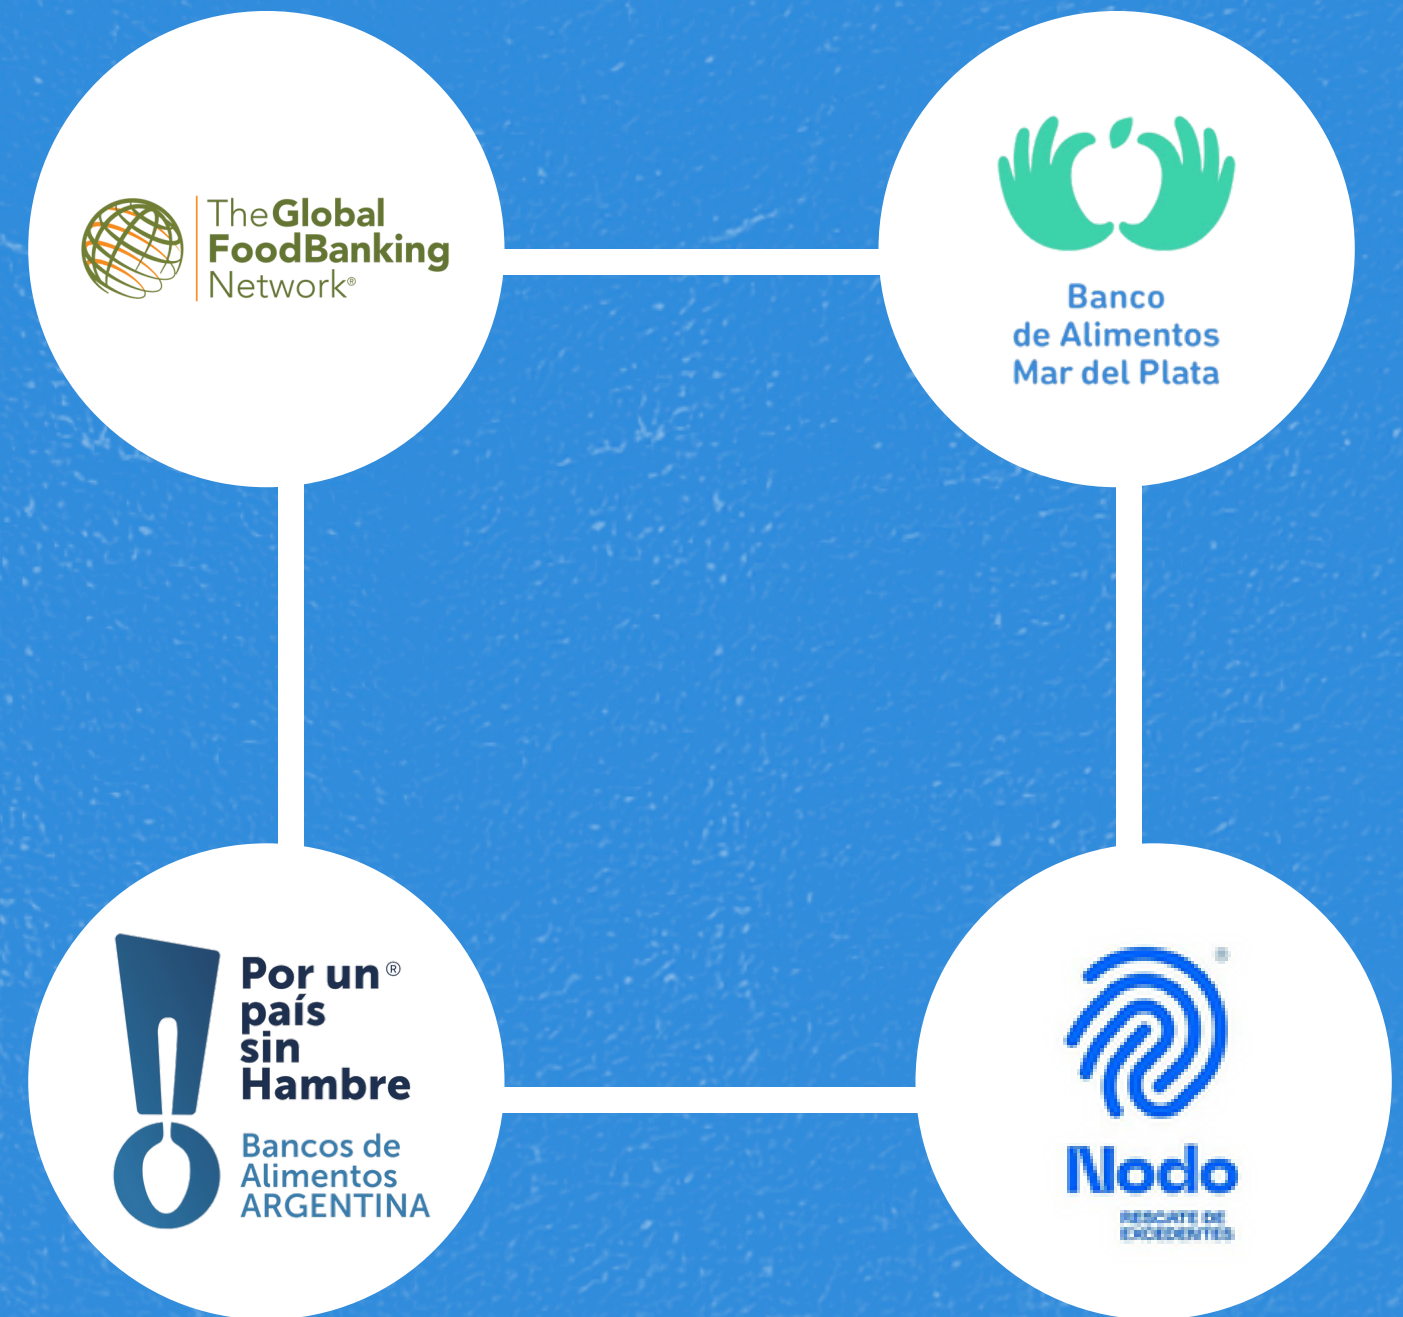 The Global
FoodBanking
Network®
Banco
de Alimentos
Mar del Plata
Por un®
país
sin
Hambre
Bancos de
Alimentos
ARGENTINA
®
Nodo
RESCATE DE
EXCEDENTES